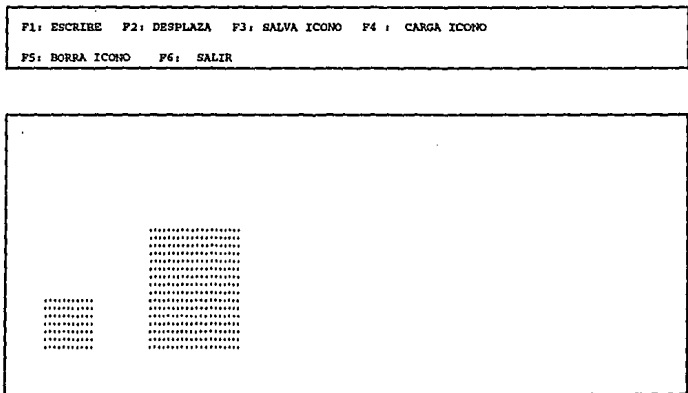 F1: ESCRIBE F2: DESPLAZA F3: SALVA ICONO F4 : CARGA ICONO
F5: BORRA ICONO F6: SALIR